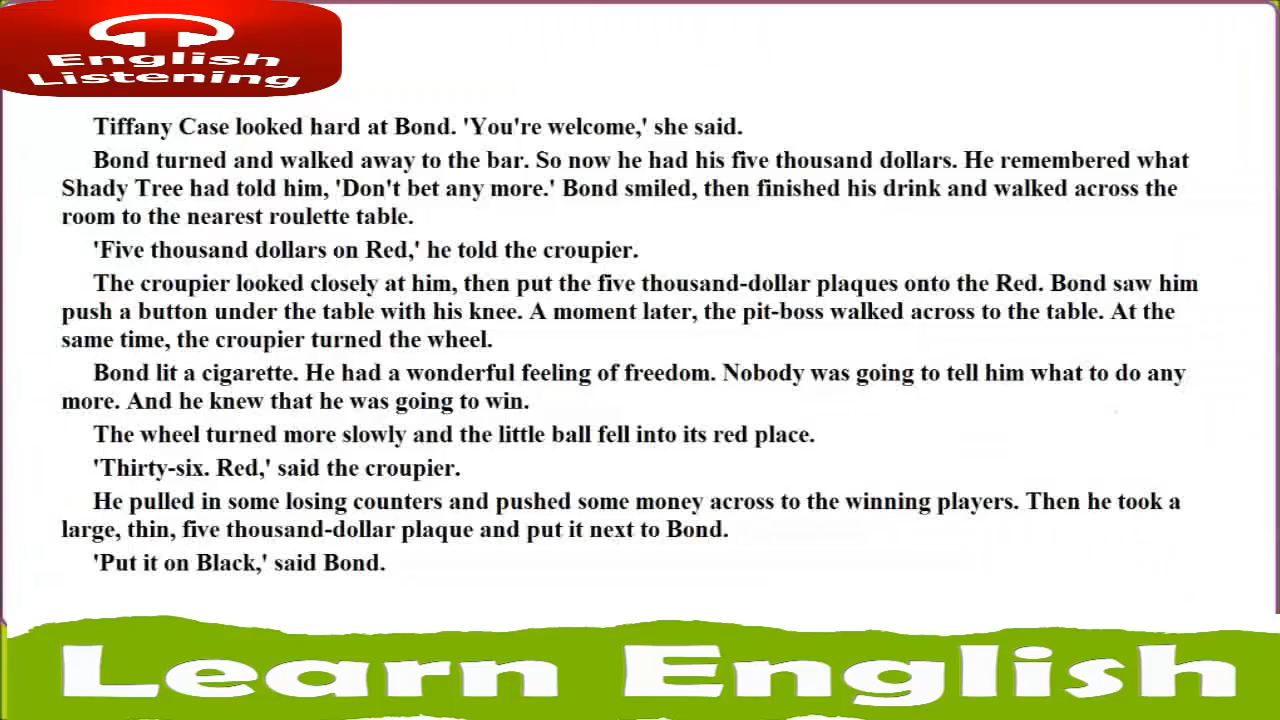 English
Listening
Tiffany Case looked hard at Bond. 'You're welcome,' she said.
Bond turned and walked away to the bar. So now he had his five thousand dollars. He remembered what
Shady Tree had told him, 'Don't bet any more.' Bond smiled, then finished his drink and walked across the
room to the nearest roulette table.
'Five thousand dollars on Red,' he told the croupier.
The croupier looked closely at him, then put the five thousand-dollar plaques onto the Red. Bond saw him
push a button under the table with his knee. A moment later, the pit-boss walked across to the table. At the
same time, the croupier turned the wheel.
Bond lit a cigarette. He had a wonderful feeling of freedom. Nobody was going to tell him what to do any
more. And he knew that he was going to win.
The wheel turned more slowly and the little ball fell into its red place.
'Thirty-six. Red,' said the croupier.
He pulled in some losing counters and pushed some money across to the winning players. Then he took a
large, thin, five thousand-dollar plaque and put it next to Bond.
'Put it on Black,' said Bond.
Learn English